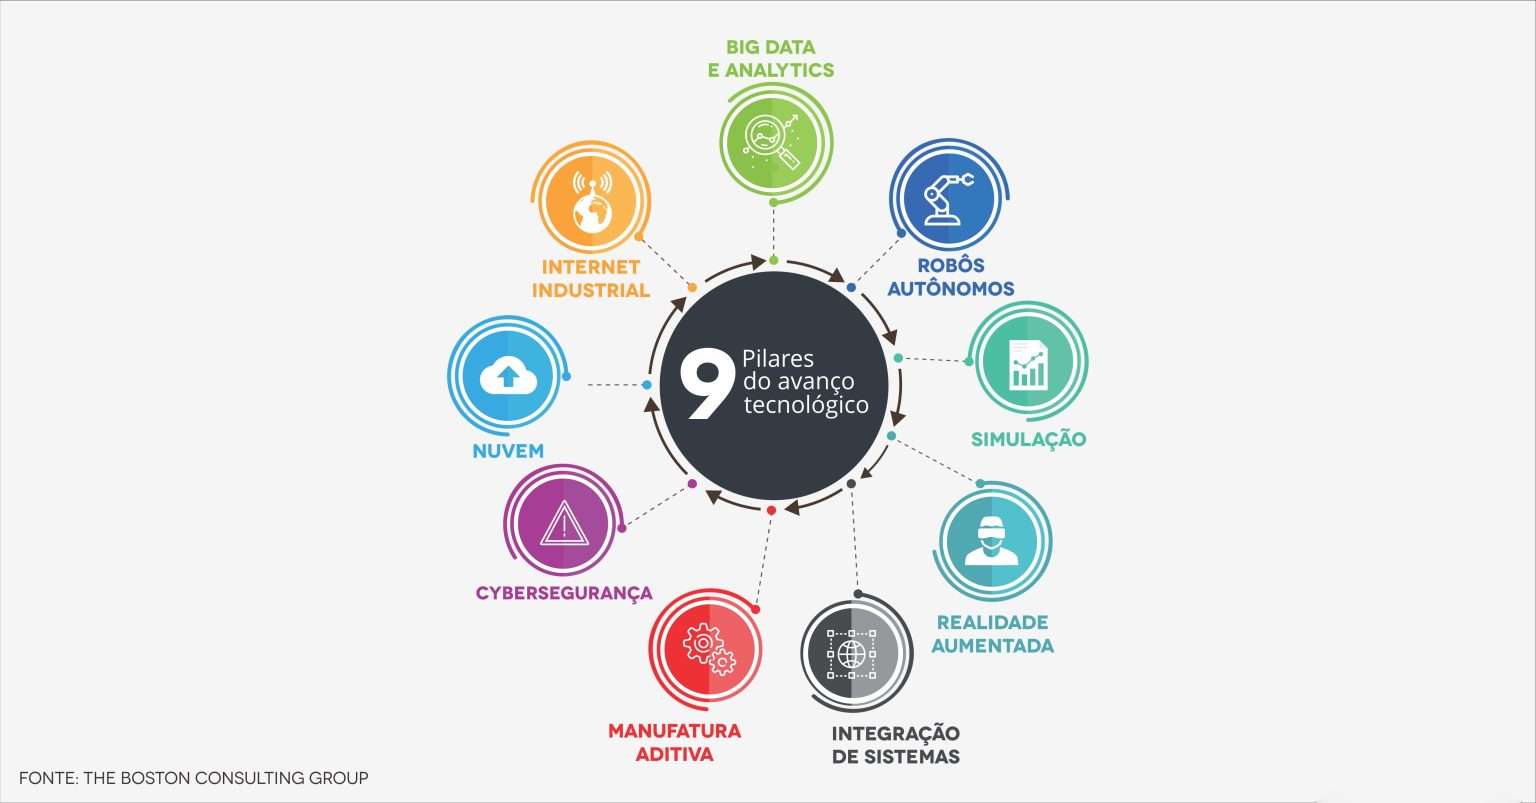 BIG DATA
E ANALYTICS
ROBÔS
AUTÔNOMOS
SIMULAÇÃO
REALIDADE
AUMENTADA
INTEGRAÇÃO
DE SISTEMAS
MANUFATURA
ADITIVA
CYBERSEGURANÇA
NUVEM
INTERNET
INDUSTRIAL
9 Pilares
do avanço
tecnológico
FONTE: THE BOSTON CONSULTING GROUP